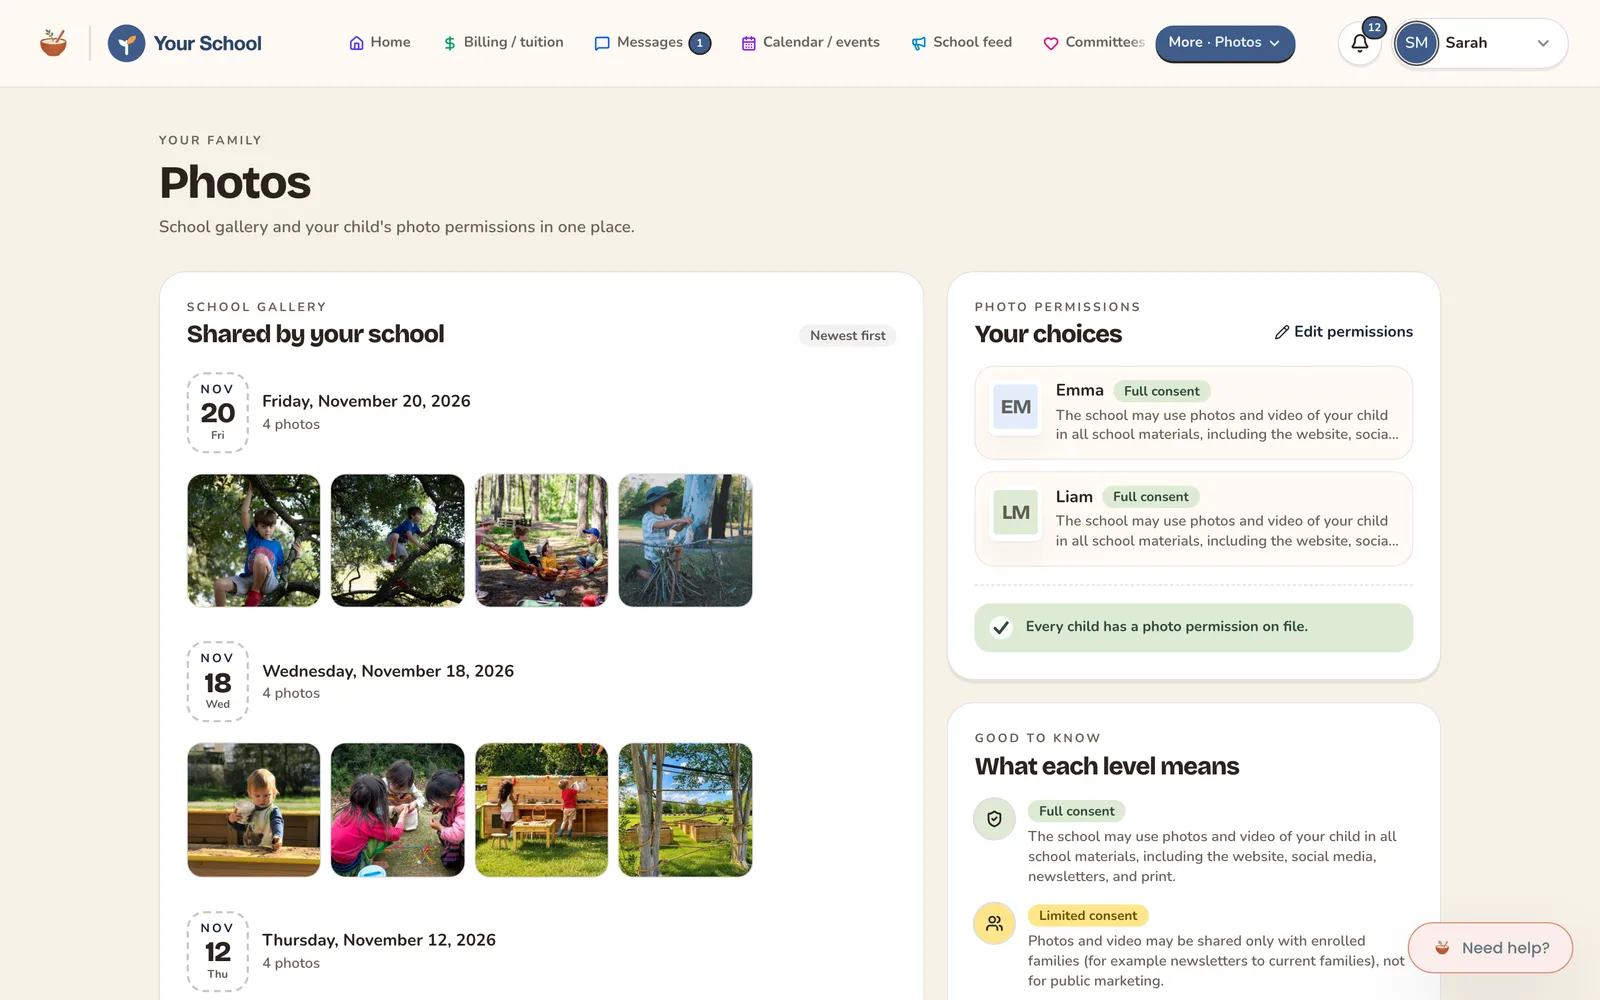 Your School
Home
Billing / tuition
Messages 1
Calendar / events
School feed
Committees
More · Photos
12
SM Sarah
YOUR FAMILY
Photos
School gallery and your child's photo permissions in one place.
SCHOOL GALLERY
Shared by your school
Newest first
NOV
20
Fri
Friday, November 20, 2026
4 photos
NOV
18
Wed
Wednesday, November 18, 2026
4 photos
NOV
12
Thu
Thursday, November 12, 2026
4 photos
PHOTO PERMISSIONS
Your choices
Edit permissions
EM
Emma Full consent
The school may use photos and video of your child
in all school materials, including the website, socia...
LM
Liam Full consent
The school may use photos and video of your child
in all school materials, including the website, socia...
Every child has a photo permission on file.
GOOD TO KNOW
What each level means
Full consent
The school may use photos and video of your child in all
school materials, including the website, social media,
newsletters, and print.
Limited consent
Photos and video may be shared only with enrolled
families (for example newsletters to current families), not
for public marketing.
Need help?